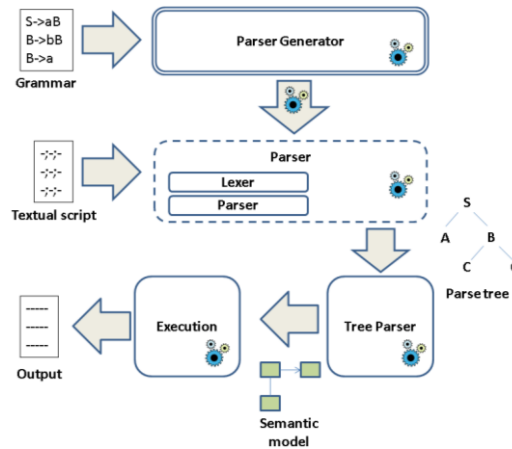 S->aB
B->bB
B->a
Grammar
Parser Generator
-;-;-
-;-;-
-;-;-
Textual script
Parser
Lexer
Parser
S
A B
C
Parse tree
-----
-----
-----
Output
Execution
Tree Parser
Semantic
model